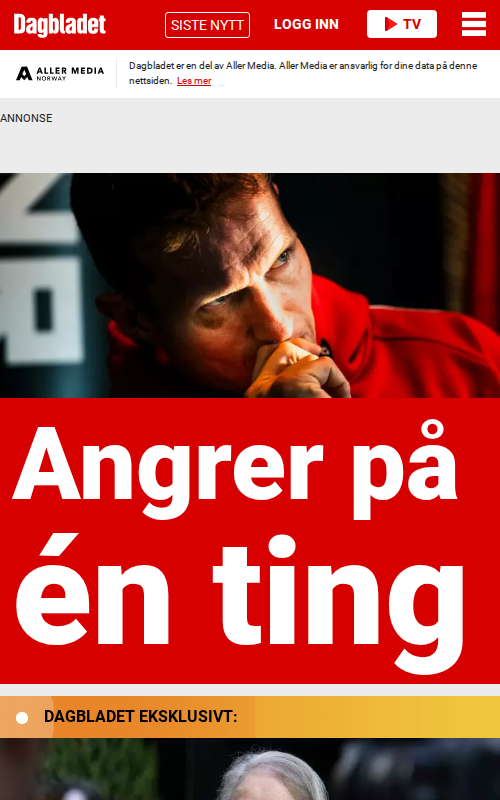 Dagbladet
SISTE NYTT
LOGG INN
TV
ALLER MEDIA
NORWAY
Dagbladet er en del av Aller Media. Aller Media er ansvarlig for dine data på denne
nettsiden. Les mer
ANNONSE
Angrer på
én ting
DAGBLADET EKSKLUSIVT: